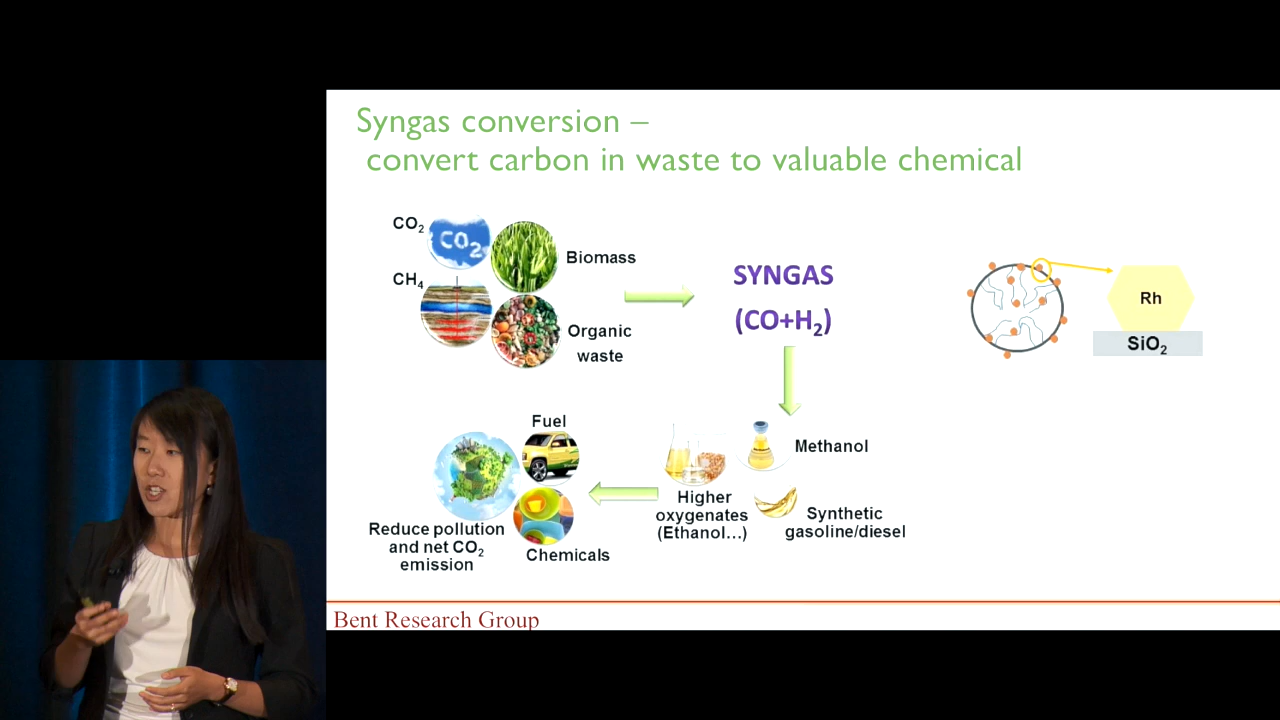 Syngas conversion –
convert carbon in waste to valuable chemical
CO₂
CO₂
CH₄
Biomass
Organic
waste
SYNGAS
(CO+H₂)
Rh
SiO₂
Fuel
Methanol
Higher
oxygenates
(Ethanol...)
Synthetic
gasoline/diesel
Reduce pollution
and net CO₂
emission
Chemicals
Bent Research Group